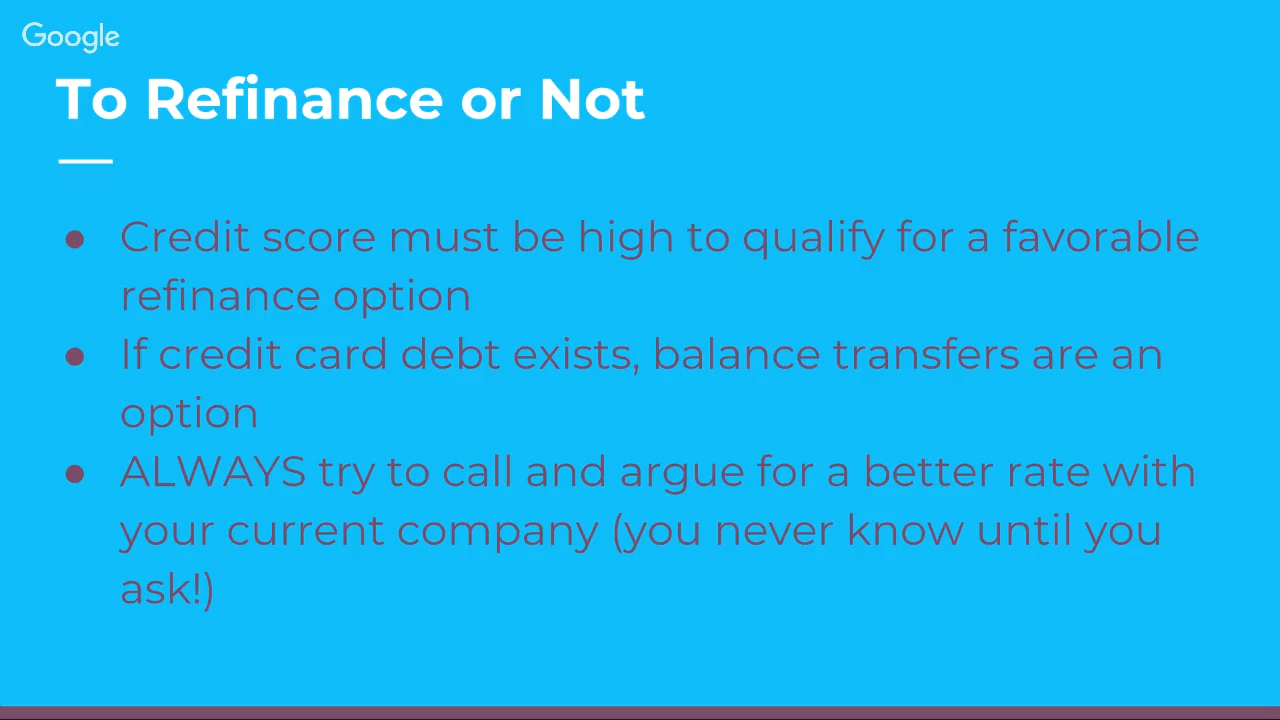 Google
To Refinance or Not
● Credit score must be high to qualify for a favorable
refinance option
● If credit card debt exists, balance transfers are an
option
● ALWAYS try to call and argue for a better rate with
your current company (you never know until you
ask!)